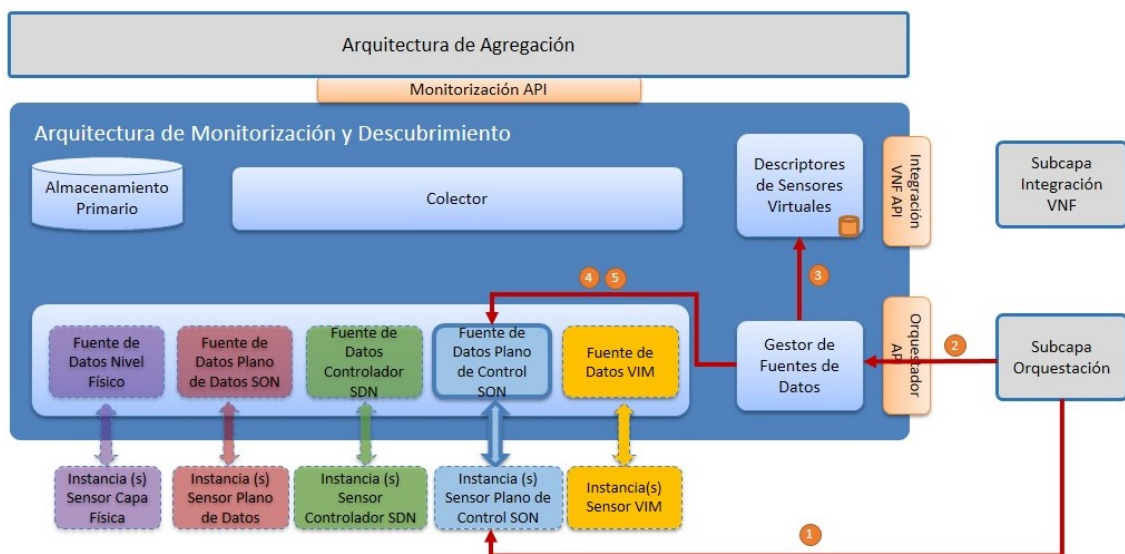 Arquitectura de Agregación
Monitorización API
Arquitectura de Monitorización y Descubrimiento
Almacenamiento
Primario
Colector
Descriptores
de Sensores
Virtuales
Integración
VNF API
Subcapa
Integración
VNF
4
5
3
Fuente de
Datos Nivel
Físico
Fuente de
Datos Plano
de Datos SON
Fuente de
Datos
Controlador
SDN
Fuente de
Datos Plano
de Control
SON
Fuente de
Datos VIM
Gestor de
Fuentes de
Datos
Orquestador
API
2
Subcapa
Orquestación
Instancia (s)
Sensor Capa
Física
Instancia (s)
Sensor Plano
de Datos
Instancia (s)
Sensor
Controlador SDN
Instancia (s)
Sensor Plano de
Control SON
Instancia(s)
Sensor VIM
1